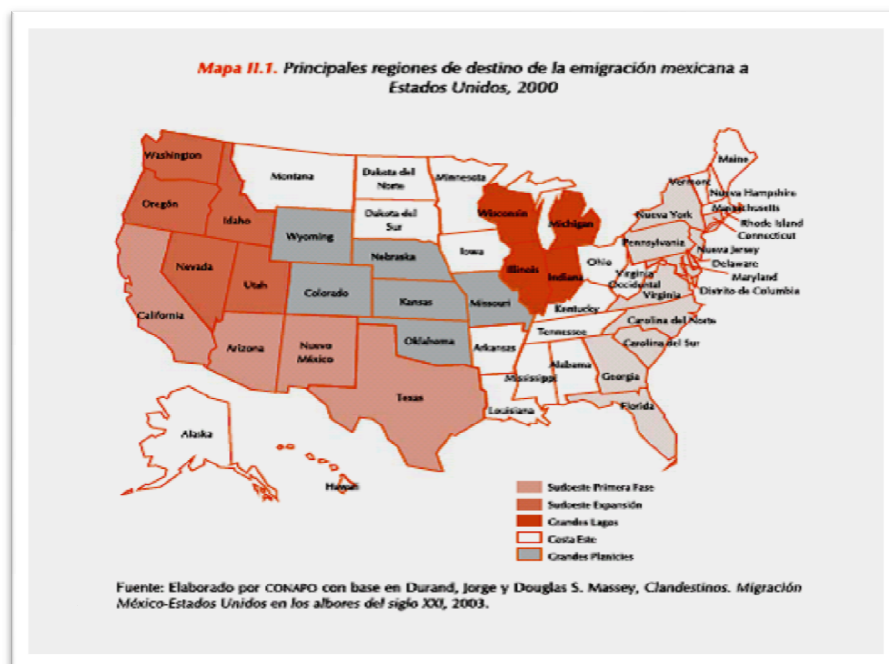 Mapa II.1. Principales regiones de destino de la emigración mexicana a
Estados Unidos, 2000
Washington
Oregón
Idaho
Montana
Dakota del
Norte
Dakota del
Sur
Minnesota
Wyoming
Nebraska
Iowa
Wisconsin
Michigan
Nevada
Utah
Colorado
Kansas
Missouri
Illinois
Indiana
Ohio
California
Arizona
Nuevo
México
Oklahoma
Texas
Arkansas
Louisiana
Mississippi
Alabama
Tennessee
Kentucky
Georgia
Florida
Carolina del Sur
Carolina del Norte
Virginia
Virginia
Occidental
Pennsylvania
Nueva York
Vermont
Maine
Nueva Hampshire
Massachusetts
Rhode Island
Connecticut
Nueva Jersey
Delaware
Maryland
Distrito de Columbia
Alaska
Hawaii
Sudoeste Primera Fase
Sudoeste Expansión
Grandes Lagos
Costa Este
Grandes Planicies
Fuente: Elaborado por CONAPO con base en Durand, Jorge y Douglas S. Massey, Clandestinos. Migración
México-Estados Unidos en los albores del siglo XXI, 2003.